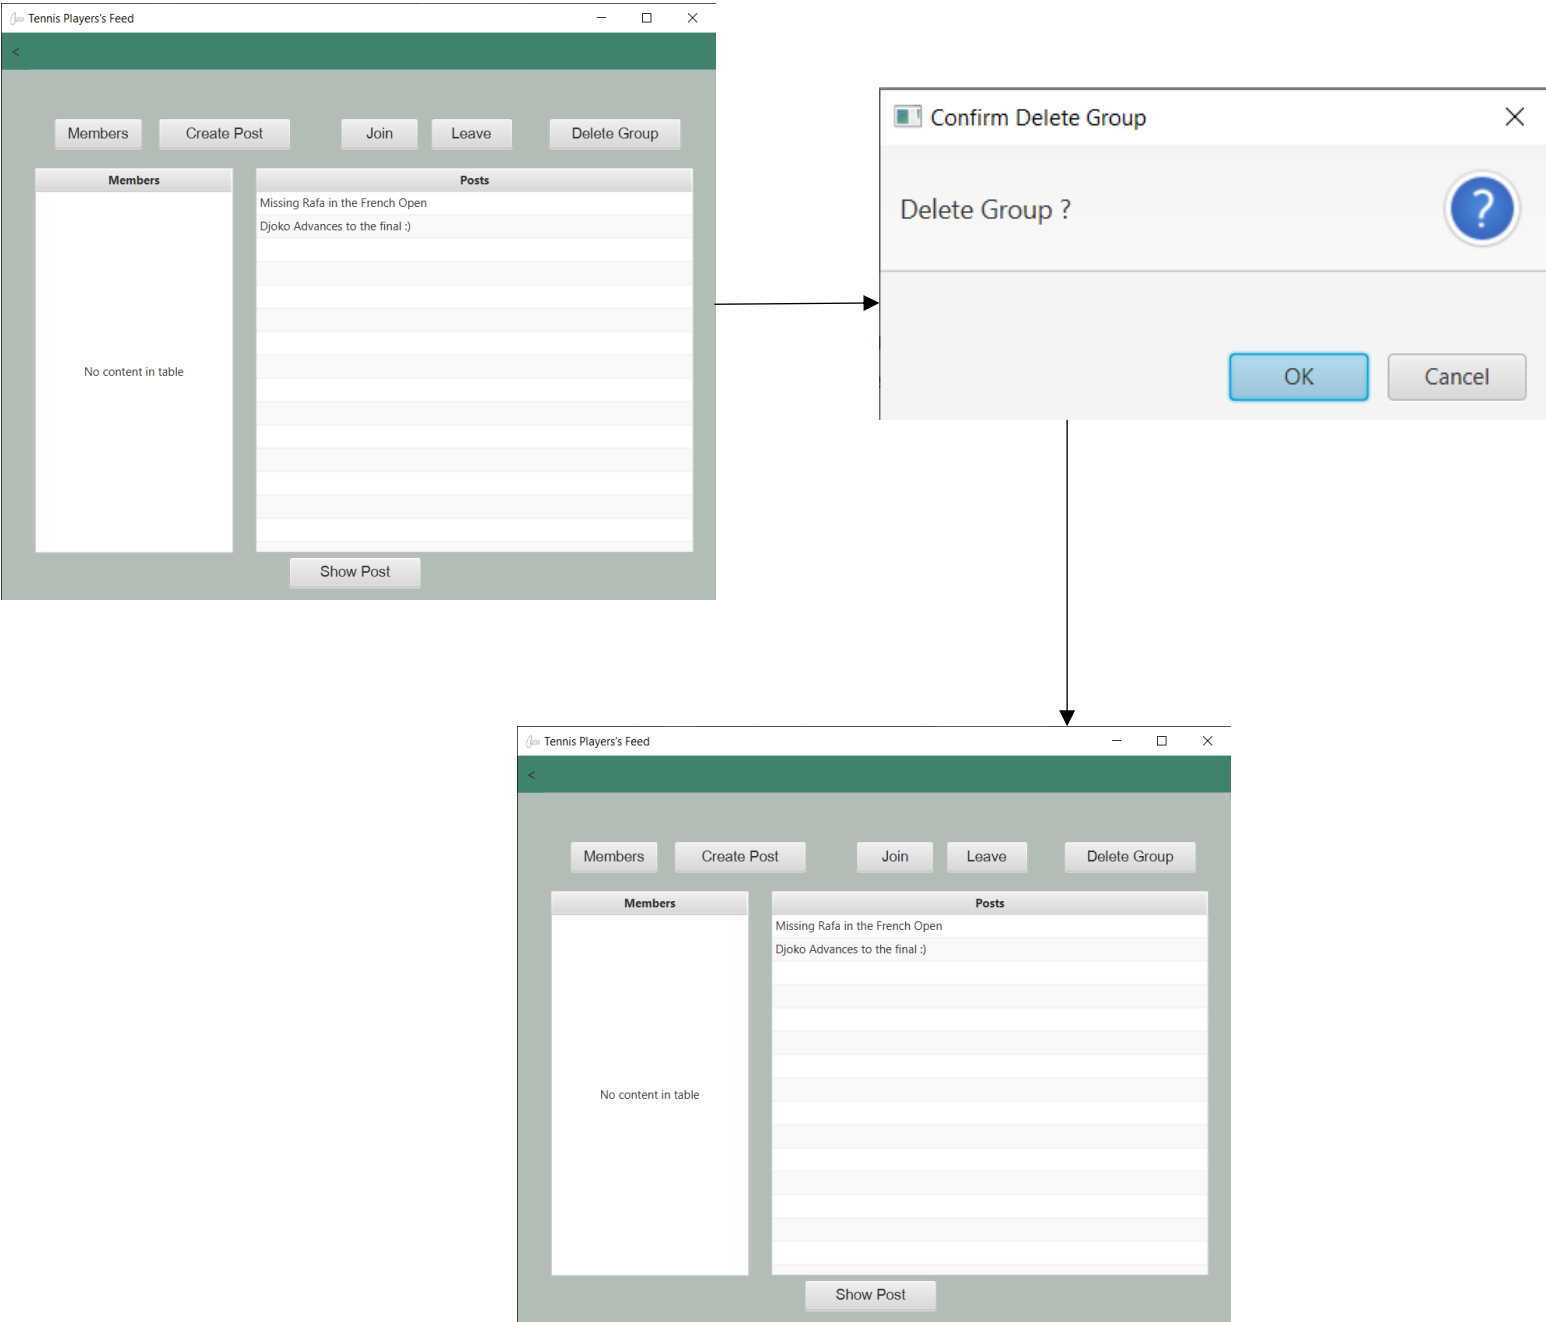 Tennis Players's Feed
<
Members Create Post Join Leave Delete Group
Members Posts
Missing Rafa in the French Open
Djoko Advances to the final :)
No content in table
Show Post
Confirm Delete Group
Delete Group ?
?
OK Cancel
Tennis Players's Feed
<
Members Create Post Join Leave Delete Group
Members Posts
Missing Rafa in the French Open
Djoko Advances to the final :)
No content in table
Show Post